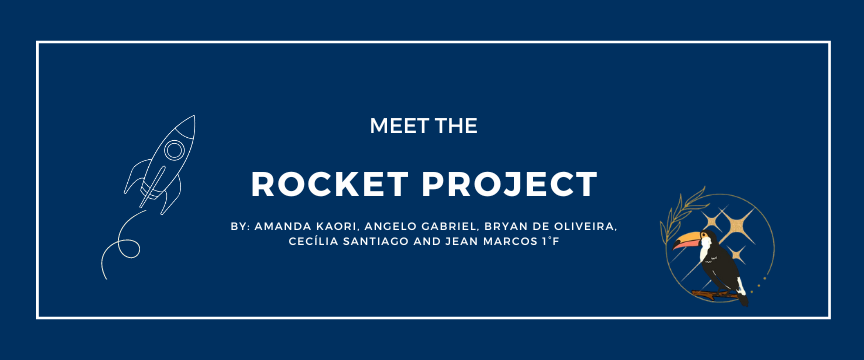 MEET THE
ROCKET PROJECT
BY: AMANDA KAORI, ANGELO GABRIEL, BRYAN DE OLIVEIRA,
CECÍLIA SANTIAGO AND JEAN MARCOS 1°F